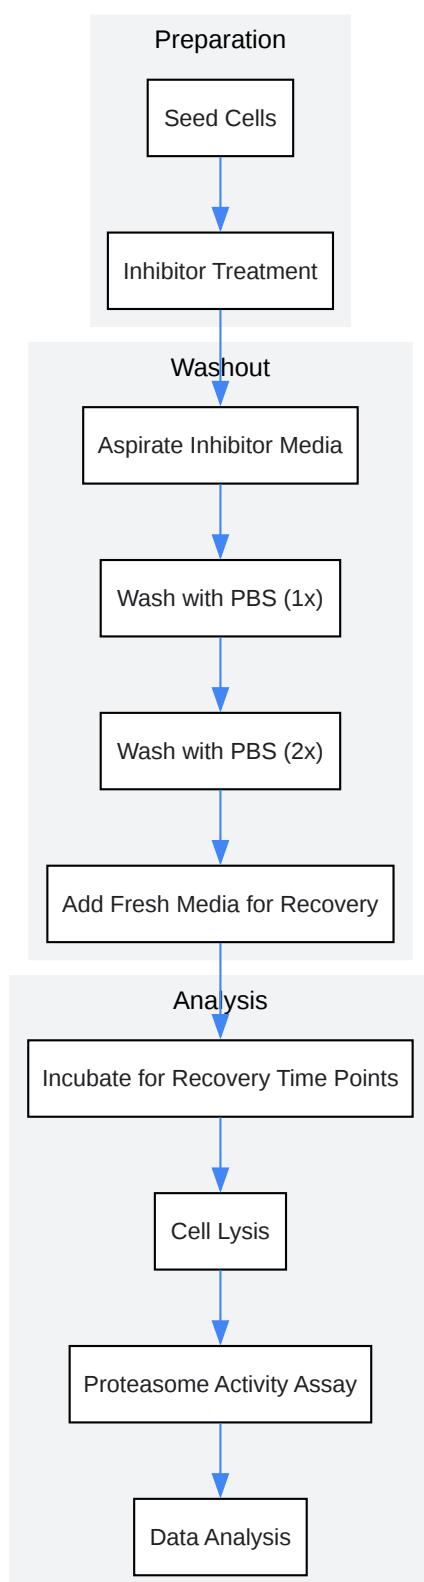 Preparation
Seed Cells
Inhibitor Treatment
Washout
Aspirate Inhibitor Media
Wash with PBS (1x)
Wash with PBS (2x)
Add Fresh Media for Recovery
Analysis
Incubate for Recovery Time Points
Cell Lysis
Proteasome Activity Assay
Data Analysis